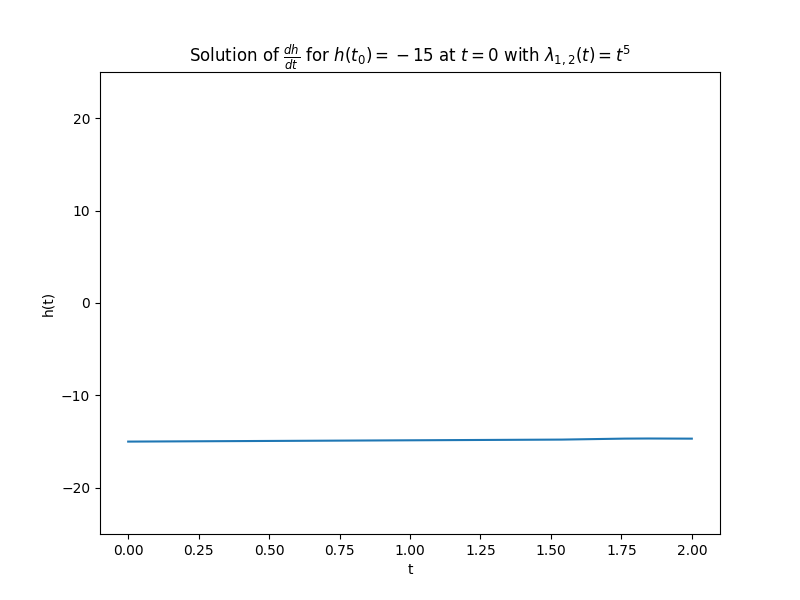 Solution of dh/dt for h(t₀) = −15 at t = 0 with λ₁,₂(t) = t⁵
20
10
0
−10
−20
h(t)
0.00 0.25 0.50 0.75 1.00 1.25 1.50 1.75 2.00
t